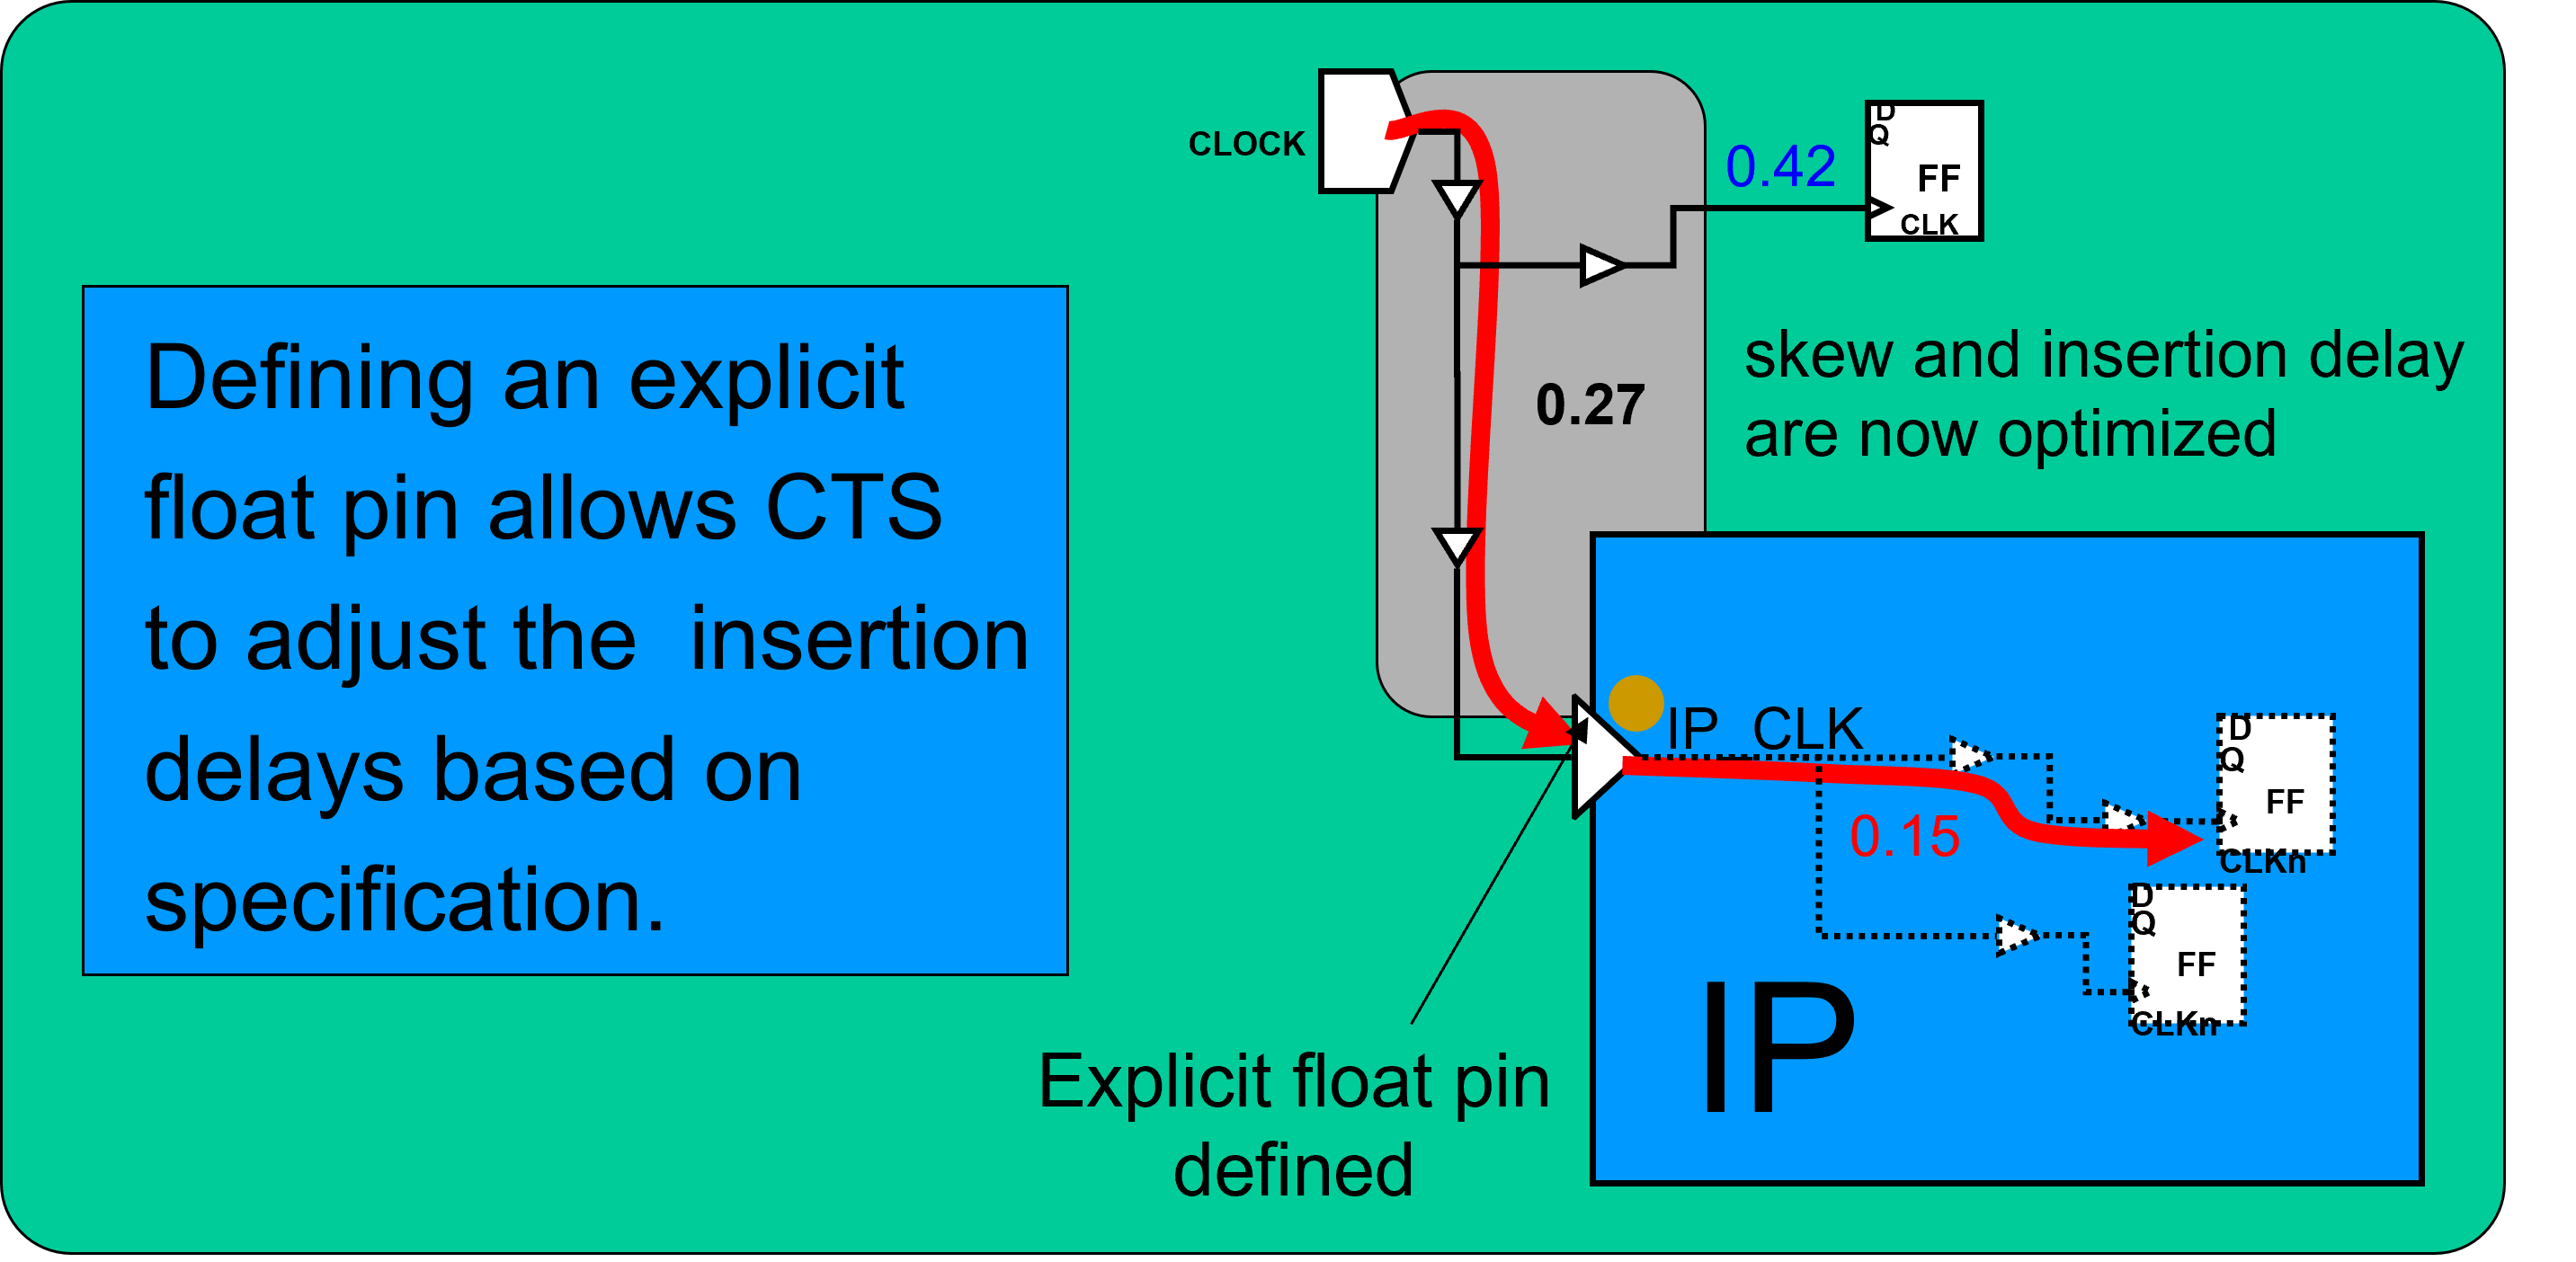 Defining an explicit
float pin allows CTS
to adjust the  insertion
delays based on
specification.
CLOCK
0.42
D
Q
FF
CLK
0.27
skew and insertion delay
are now optimized
IP_CLK
0.15
D
Q
FF
CLKn
D
Q
FF
CLKn
IP
Explicit float pin
defined